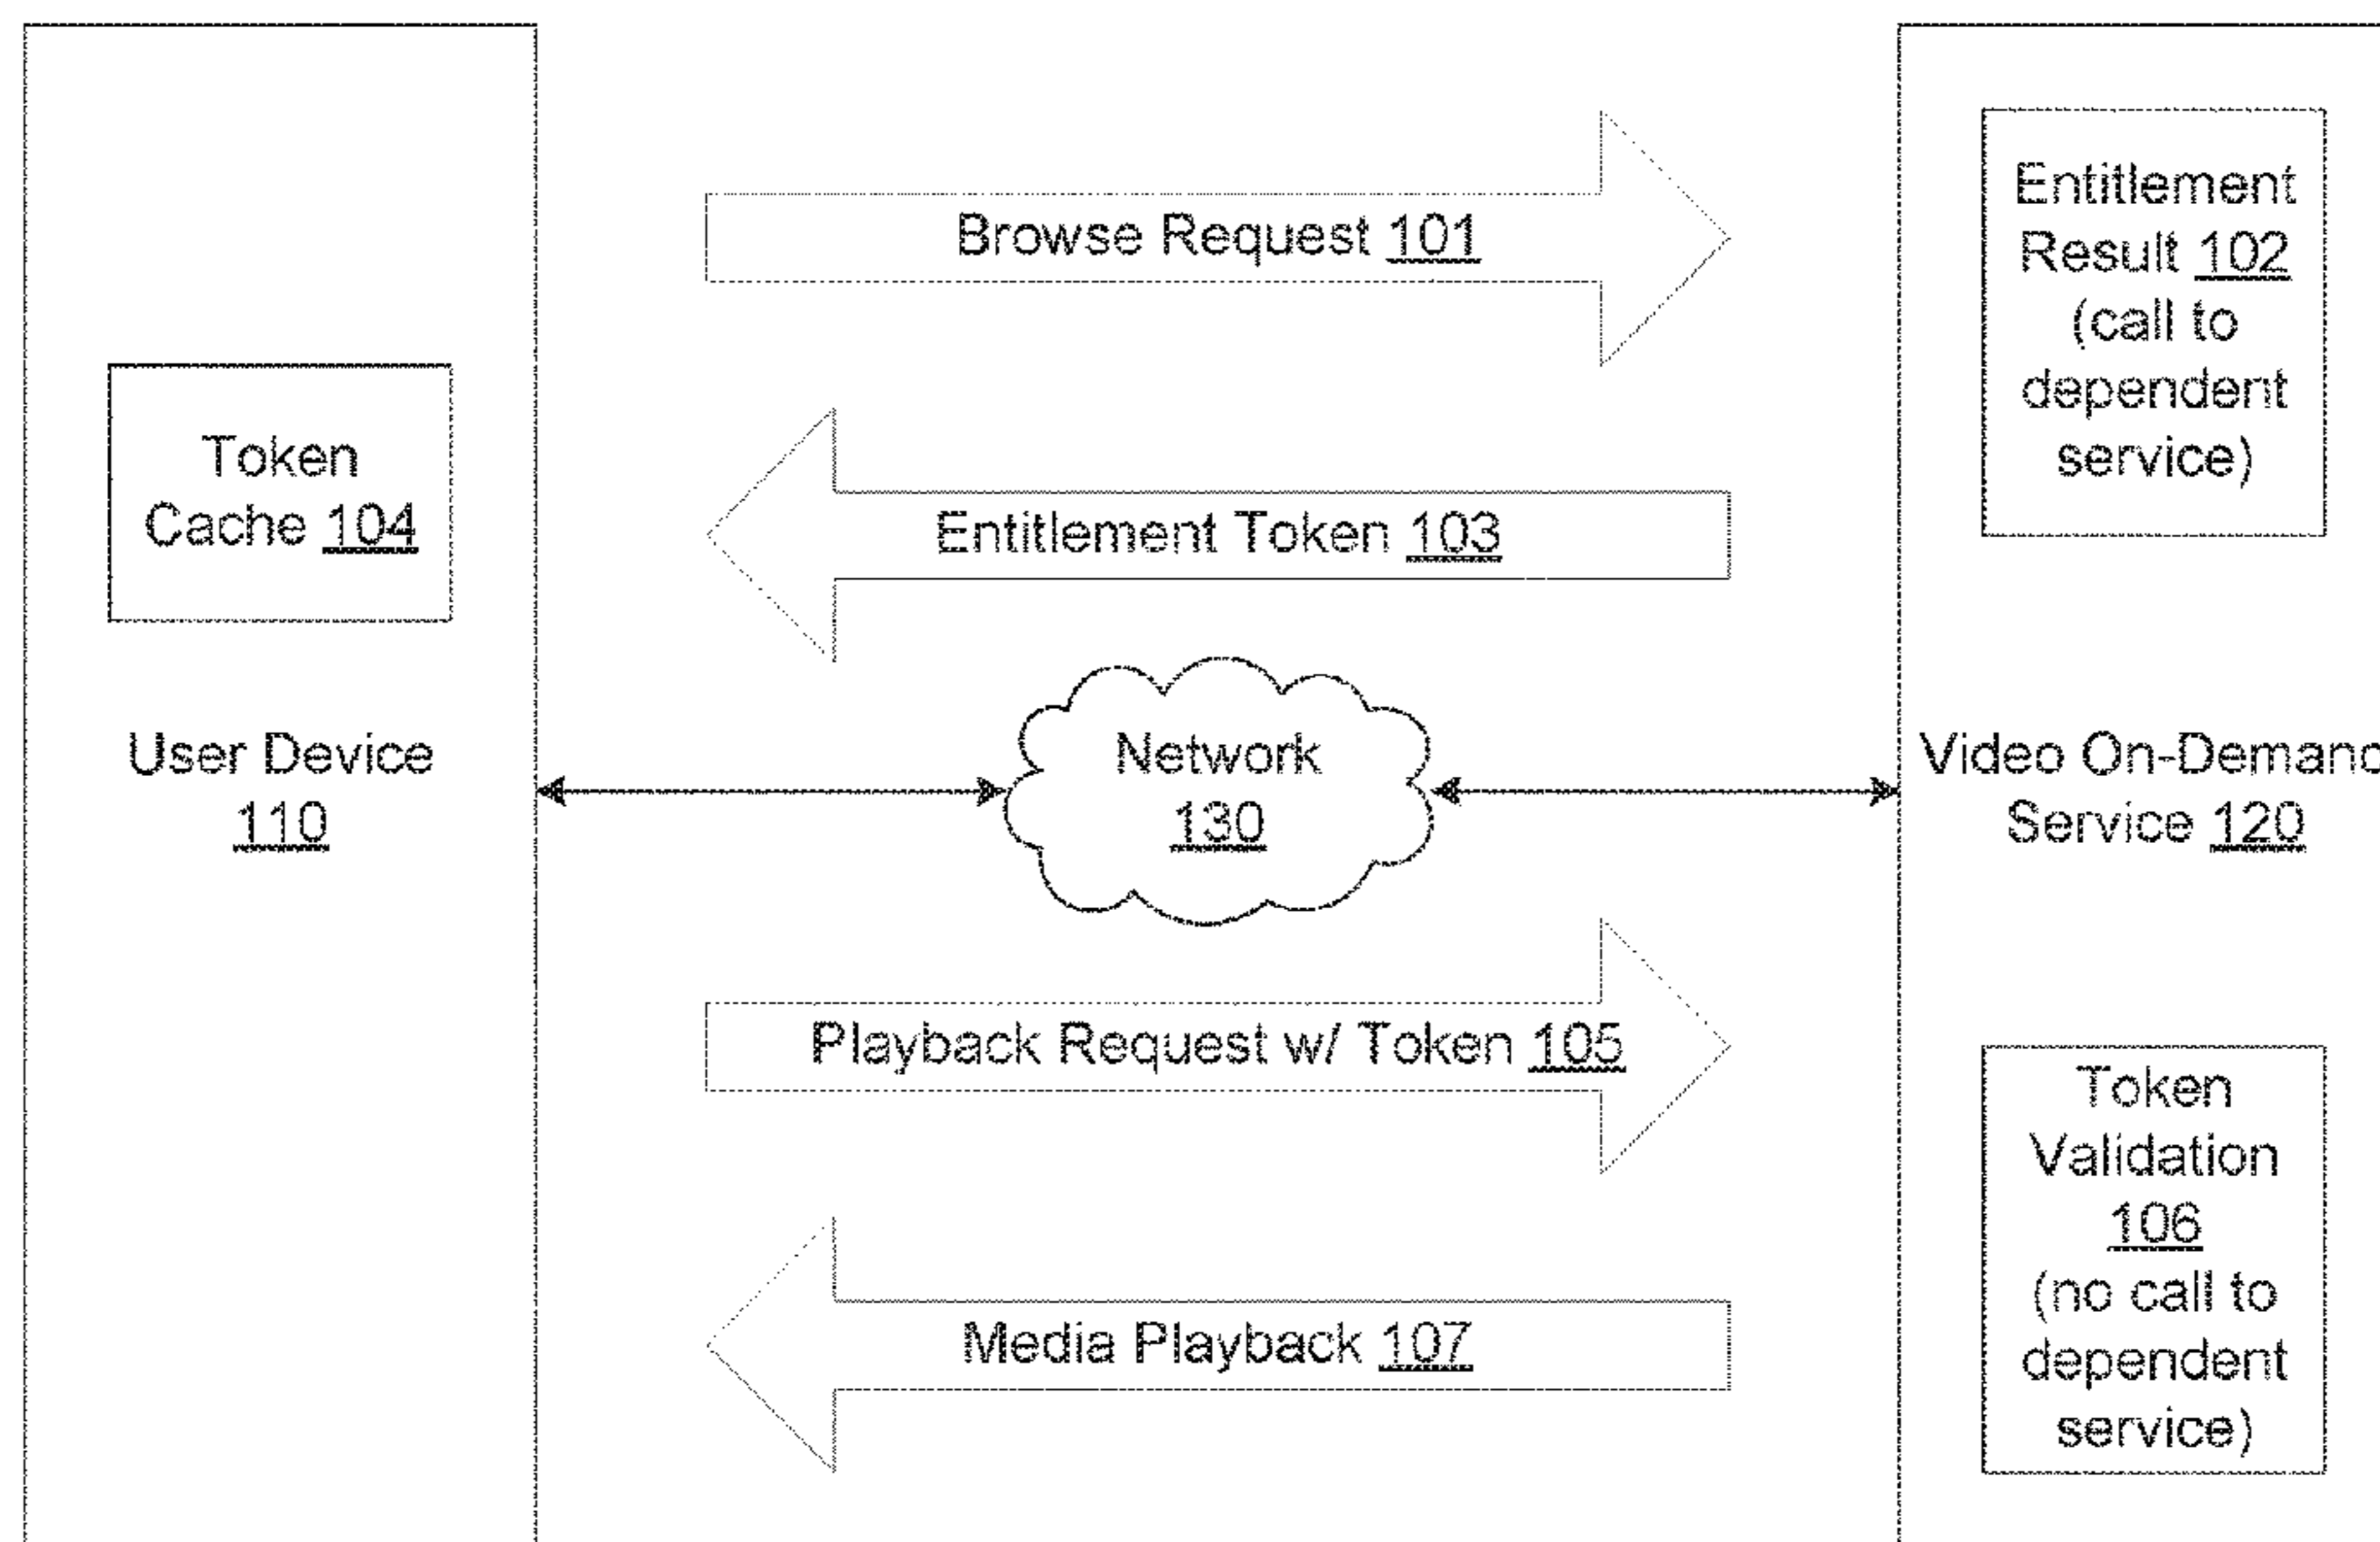 Browse Request 101
Entitlement
Result 102
(call to
dependent
service)
Token
Cache 104
Entitlement Token 103
User Device
110
Network
130
Video On-Demand
Service 120
Playback Request w/ Token 105
Token
Validation
106
(no call to
dependent
service)
Media Playback 107